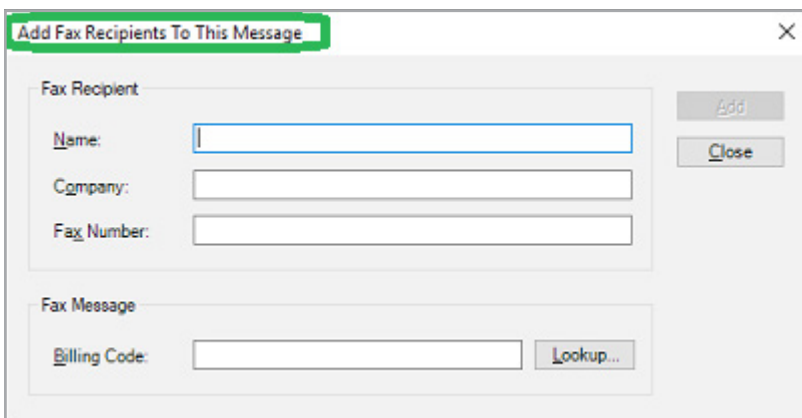 Add Fax Recipients To This Message
Fax Recipient
Add
Name:
Close
Company:
Fax Number:
Fax Message
Billing Code:
Lookup...